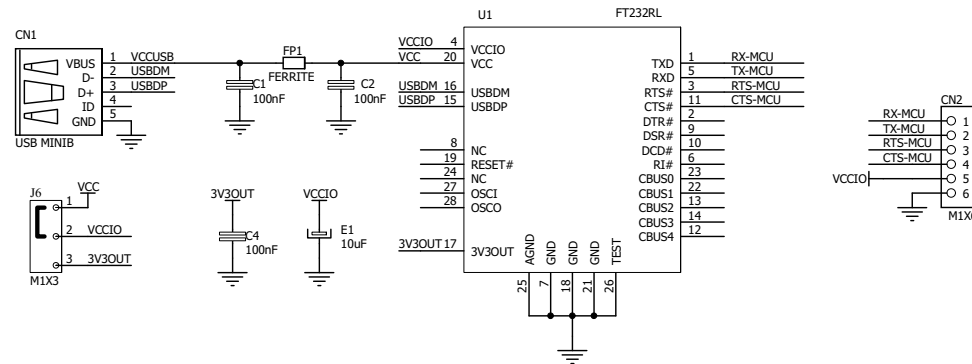 CN1
VBUS 1 VCCUSB
D- 2 USBDM
D+ 3 USBDP
ID 4
GND 5
USB MINIB
FP1
FERRITE
C1
100nF
C2
100nF
U1
FT232RL
VCCIO 4 VCCIO
VCC 20 VCC
USBDM 16 USBDM
USBDP 15 USBDP
8 NC
19 RESET#
24 NC
27 OSCI
28 OSCO
3V3OUT 17 3V3OUT
TXD 1 RX-MCU
RXD 5 TX-MCU
RTS# 3 RTS-MCU
CTS# 11 CTS-MCU
DTR# 2
DSR# 9
DCD# 10
RI# 6
CBUS0 23
CBUS1 22
CBUS2 13
CBUS3 14
CBUS4 12
AGND GND GND GND TEST
25 7 18 21 26
J6
VCC
1
2 VCCIO
3 3V3OUT
M1X3
3V3OUT
C4
100nF
VCCIO
E1
10uF
CN2
RX-MCU 1
TX-MCU 2
RTS-MCU 3
CTS-MCU 4
VCCIO 5
6